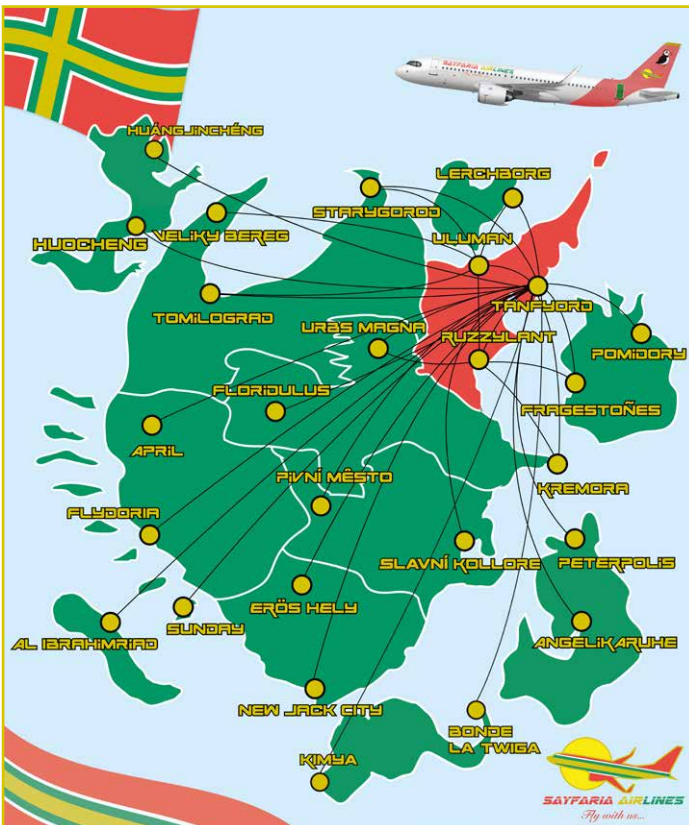 SAYFARIA AIRLINES
HUÁNGJINCHÉNG
LERCHBORG
STARYGOROD
HUOCHENG
VELIKY BEREG
ULUMAN
TANFYORD
TOMILOGRAD
URBS MAGNA
RUZZYLANT
POMIDORY
FLORIDULUS
FRAGESTOÑES
APRIL
PIVNÍ MĚSTO
KREMORA
FLYDORIA
SLAVNÍ KOLLORE
PETERPOLIS
ERÖS HELY
SUNDAY
AL IBRAHIMRIAD
ANGELIKARUHE
NEW JACK CITY
BONDE
LA TWIGA
KIMYA
SAYFARIA AIRLINES
Fly with us...